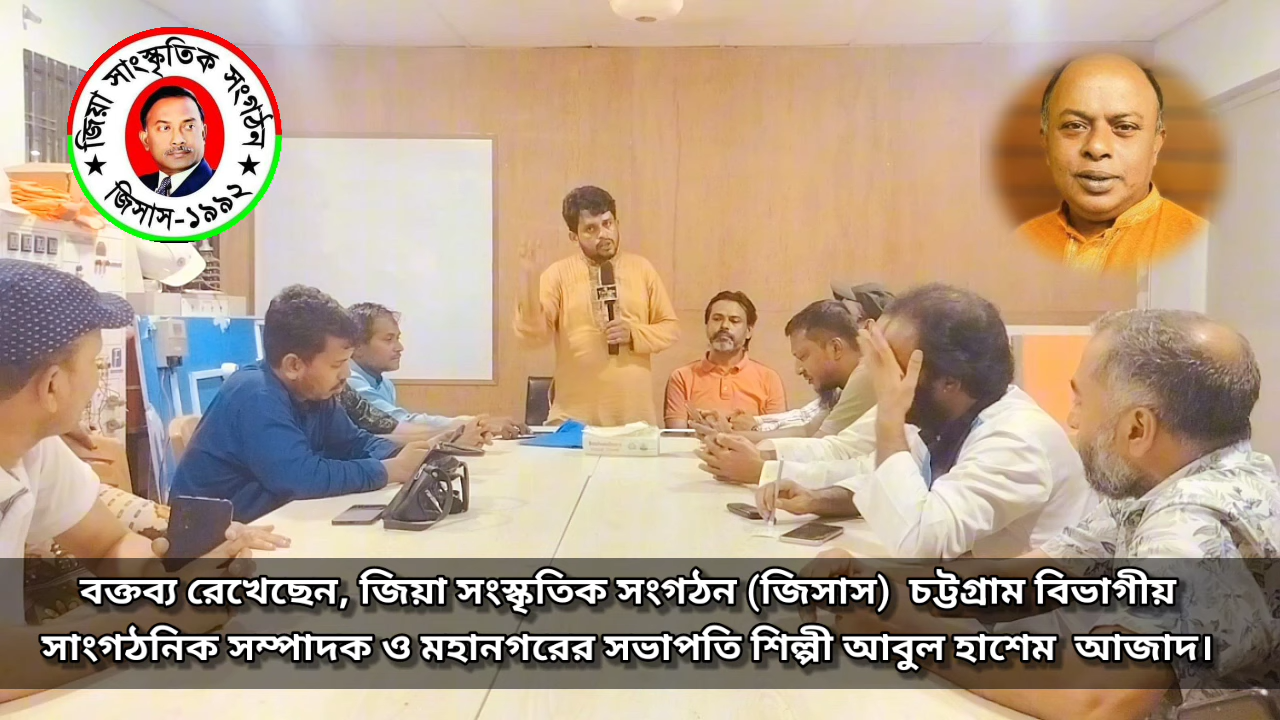 জিয়া সাংস্কৃতিক সংগঠন
★ জিসাস-১৯৯২ ★
বক্তব্য রেখেছেন, জিয়া সংস্কৃতিক সংগঠন (জিসাস) চট্টগ্রাম বিভাগীয়
সাংগঠনিক সম্পাদক ও মহানগরের সভাপতি শিল্পী আবুল হাশেম আজাদ।